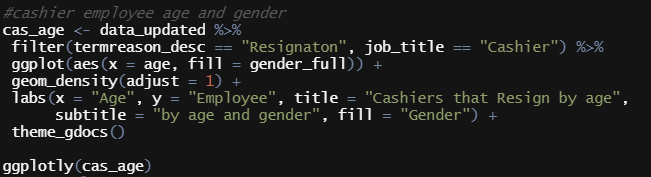 #cashier employee age and gender
cas_age <- data_updated %>%
filter(termreason_desc == "Resignaton", job_title == "Cashier") %>%
ggplot(aes(x = age, fill = gender_full)) +
geom_density(adjust = 1) +
labs(x = "Age", y = "Employee", title = "Cashiers that Resign by age",
subtitle = "by age and gender", fill = "Gender") +
theme_gdocs()
ggplotly(cas_age)